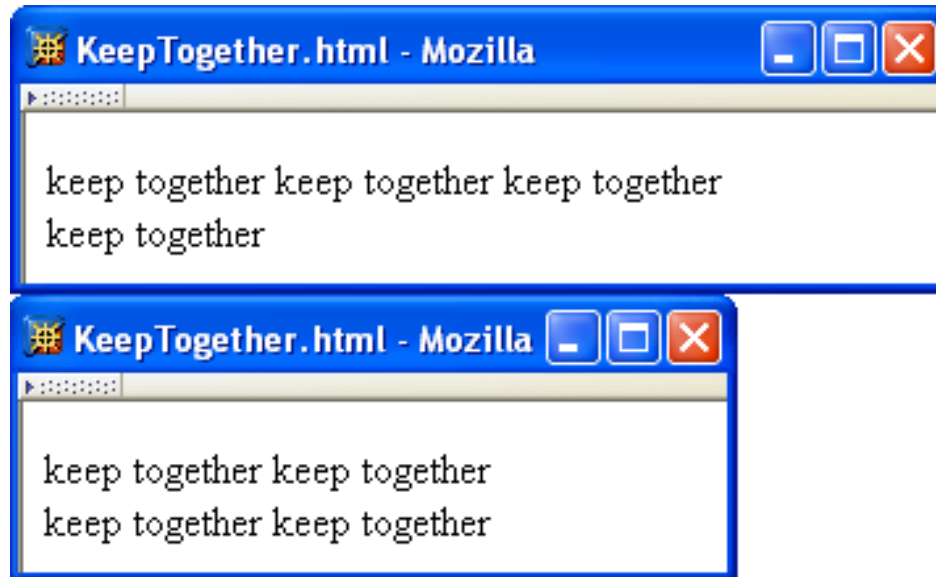 KeepTogether.html - Mozilla
keep together keep together keep together
keep together
KeepTogether.html - Mozilla
keep together keep together
keep together keep together